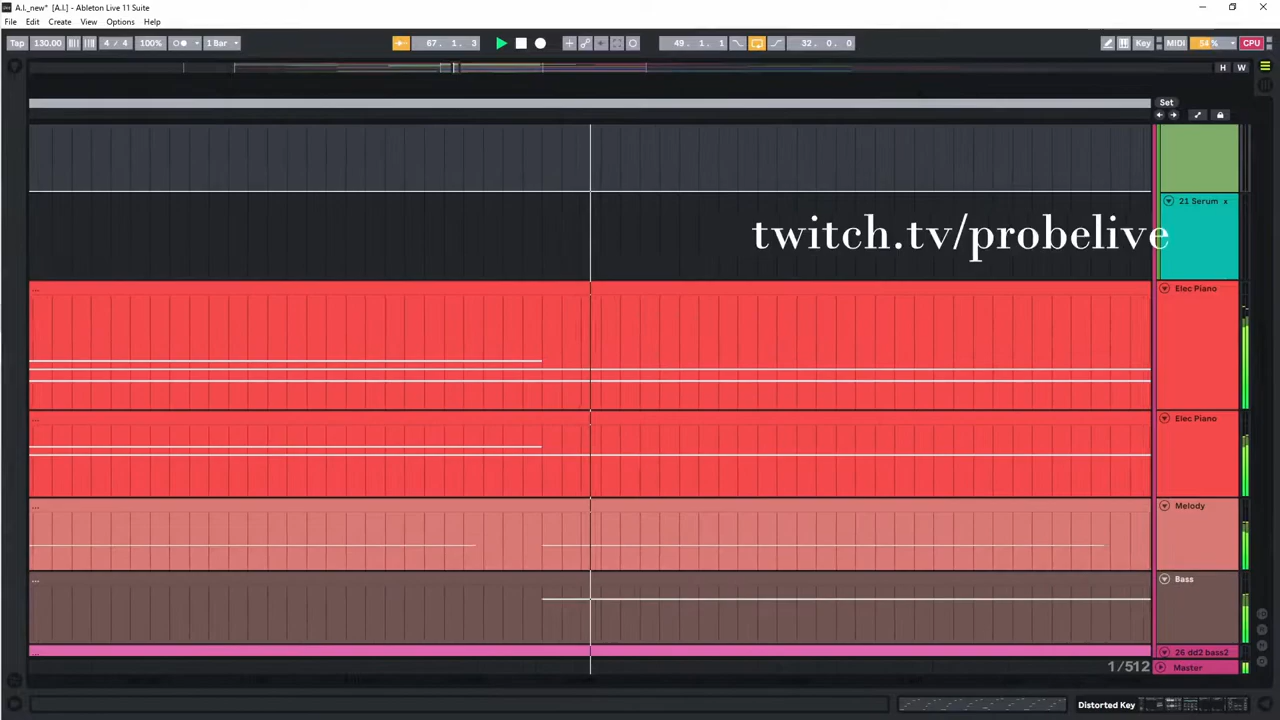 A.I._new* [A.I.] - Ableton Live 11 Suite
File Edit Create View Options Help
Tap 130.00 4 / 4 100% 1 Bar 67. 1. 3 49. 1. 1 32. 0. 0 Key MIDI 54 % CPU
H W
Set
21 Serum x
twitch.tv/probelive
... Elec Piano
... Elec Piano
... Melody
... Bass
... 26 dd2 bass2
1/512 Master
Distorted Key